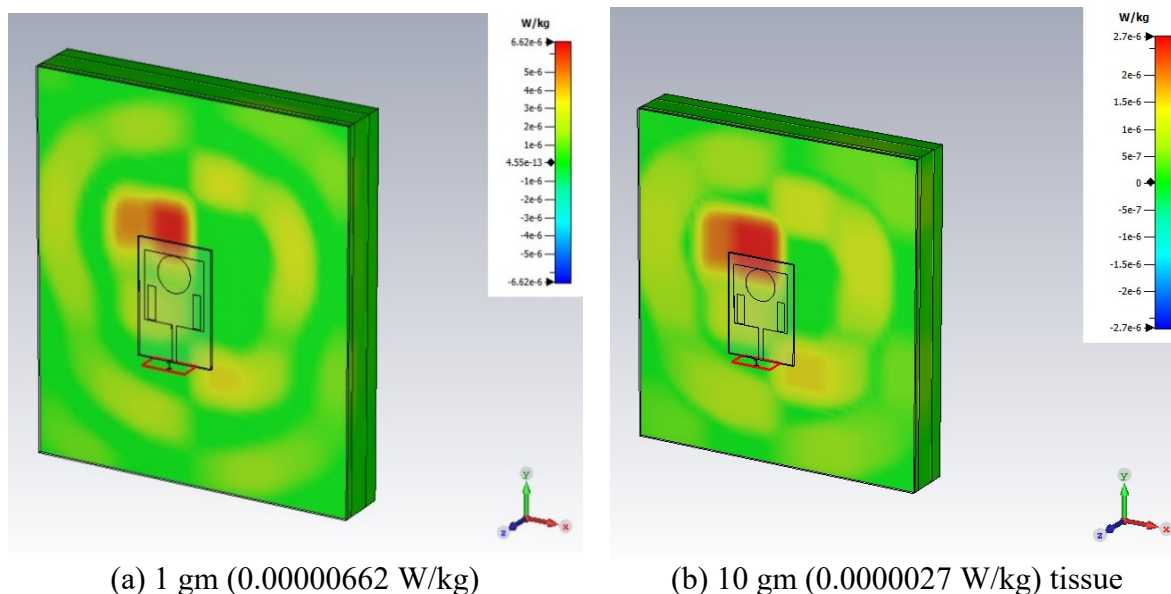 W/kg
6.62e-6
5e-6
4e-6
3e-6
2e-6
1e-6
4.55e-13
-1e-6
-2e-6
-3e-6
-4e-6
-5e-6
-6.62e-6
y
x
z
W/kg
2.7e-6
2e-6
1.5e-6
1e-6
5e-7
0
-5e-7
-1e-6
-1.5e-6
-2e-6
-2.7e-6
y
x
z
(a) 1 gm (0.00000662 W/kg)
(b) 10 gm (0.0000027 W/kg) tissue